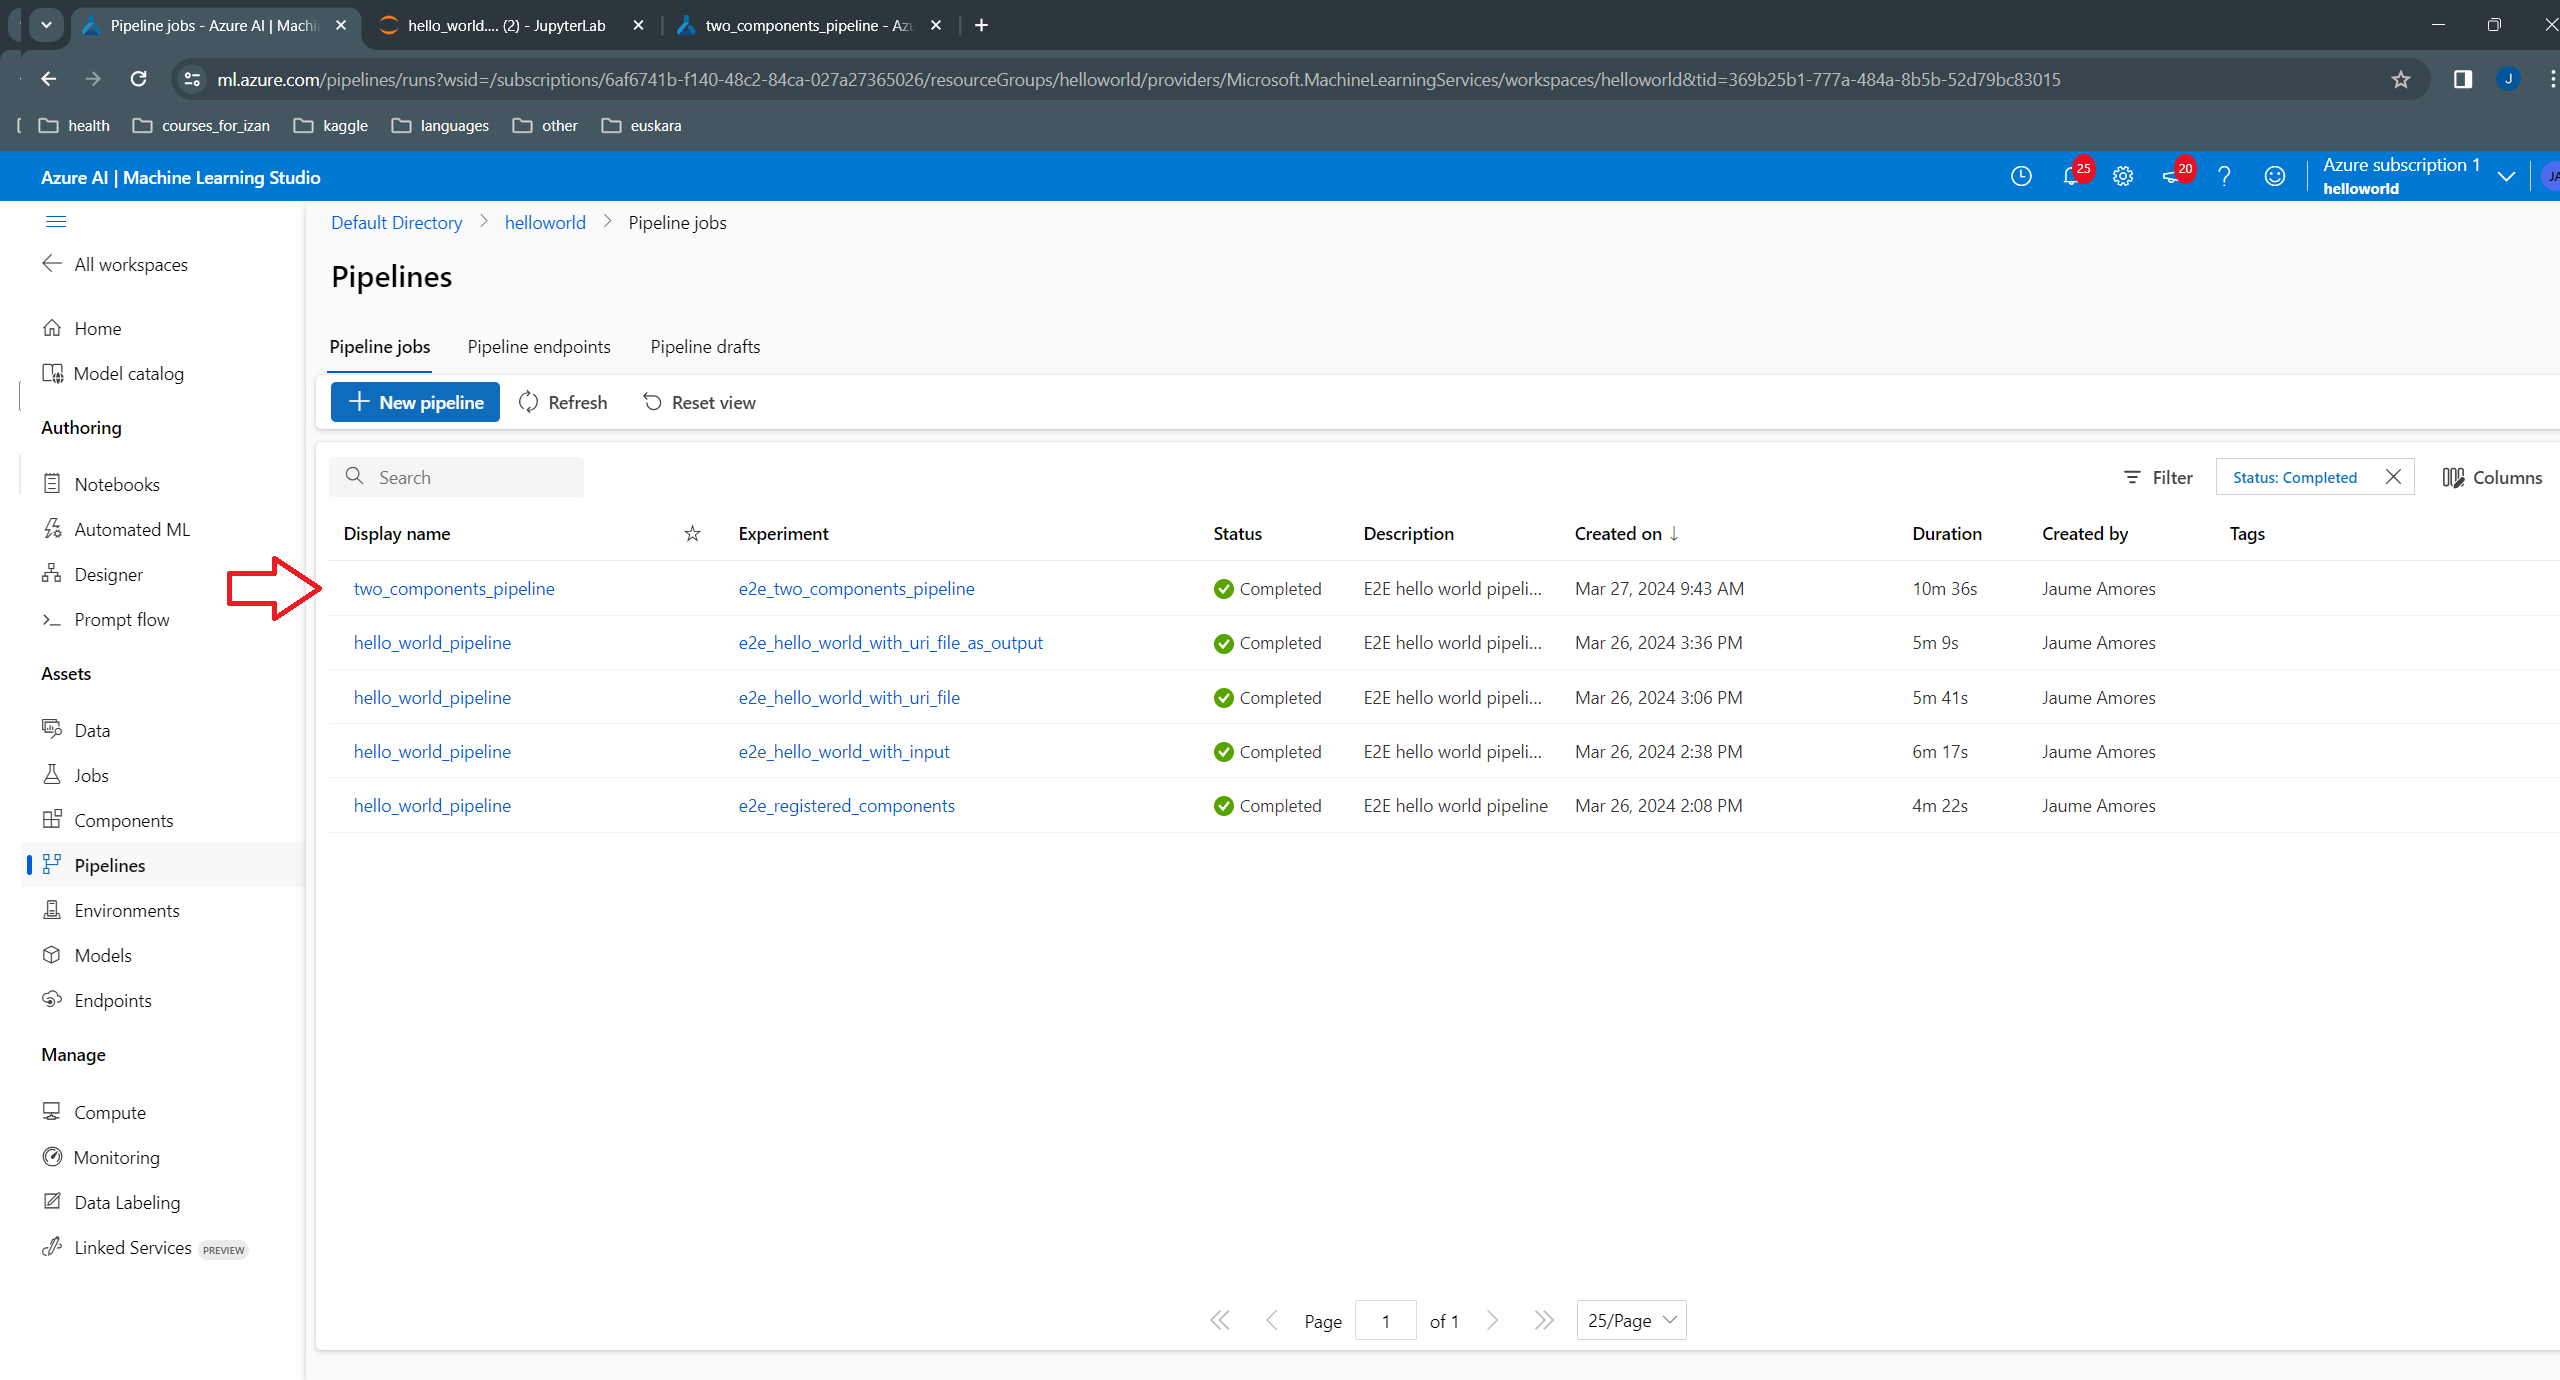 Pipeline jobs - Azure AI | Machi
hello_world.... (2) - JupyterLab
two_components_pipeline - Az
ml.azure.com/pipelines/runs?wsid=/subscriptions/6af6741b-f140-48c2-84ca-027a27365026/resourceGroups/helloworld/providers/Microsoft.MachineLearningServices/workspaces/helloworld&tid=369b25b1-777a-484a-8b5b-52d79bc83015
J
health
courses_for_izan
kaggle
languages
other
euskara
Azure AI | Machine Learning Studio
25
20
Azure subscription 1
helloworld
JA
All workspaces
Home
Model catalog
Authoring
Notebooks
Automated ML
Designer
Prompt flow
Assets
Data
Jobs
Components
Pipelines
Environments
Models
Endpoints
Manage
Compute
Monitoring
Data Labeling
Linked Services PREVIEW
Default Directory > helloworld > Pipeline jobs
Pipelines
Pipeline jobs Pipeline endpoints Pipeline drafts
New pipeline Refresh Reset view
Search Filter Status: Completed Columns
Display name Experiment Status Description Created on Duration Created by Tags
two_components_pipeline e2e_two_components_pipeline Completed E2E hello world pipeli... Mar 27, 2024 9:43 AM 10m 36s Jaume Amores
hello_world_pipeline e2e_hello_world_with_uri_file_as_output Completed E2E hello world pipeli... Mar 26, 2024 3:36 PM 5m 9s Jaume Amores
hello_world_pipeline e2e_hello_world_with_uri_file Completed E2E hello world pipeli... Mar 26, 2024 3:06 PM 5m 41s Jaume Amores
hello_world_pipeline e2e_hello_world_with_input Completed E2E hello world pipeli... Mar 26, 2024 2:38 PM 6m 17s Jaume Amores
hello_world_pipeline e2e_registered_components Completed E2E hello world pipeline Mar 26, 2024 2:08 PM 4m 22s Jaume Amores
Page 1 of 1 25/Page